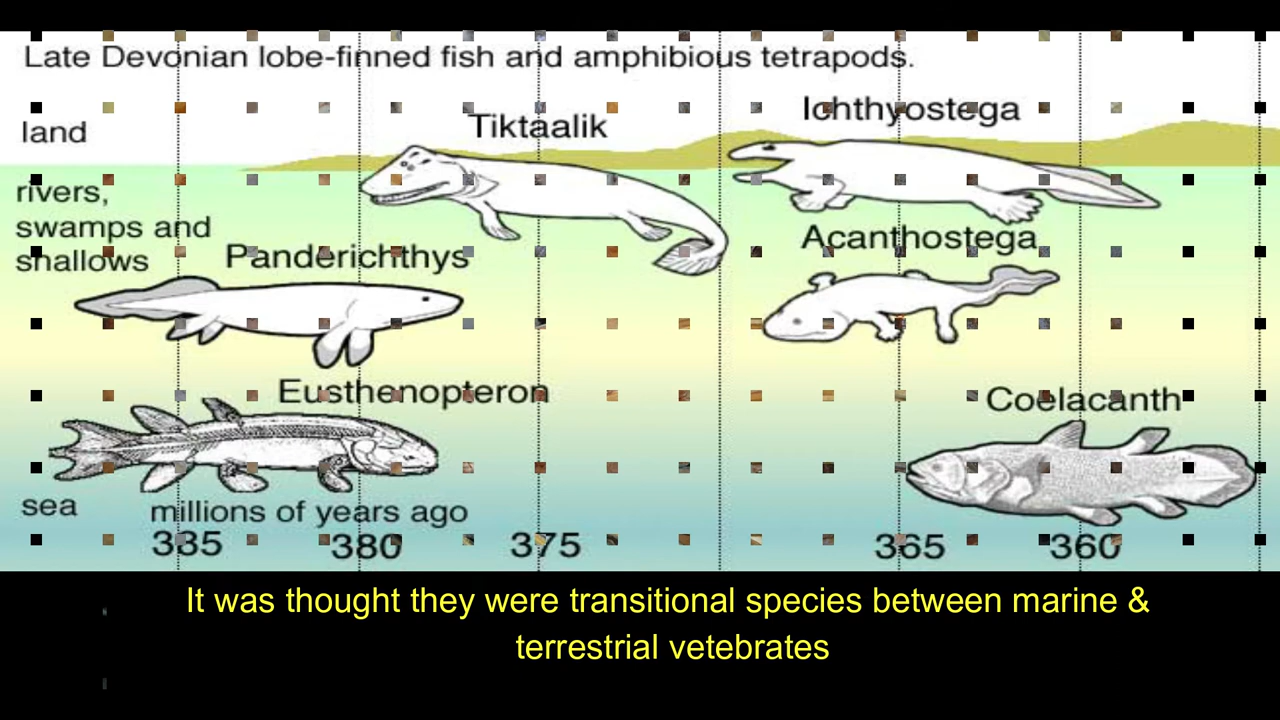 Late Devonian lobe-finned fish and amphibious tetrapods.
Ichthyostega
Tiktaalik
land
rivers,
swamps and
shallows
Acanthostega
Panderichthys
Eusthenopteron
Coelacanth
sea
millions of years ago
385 380 375 365 360
It was thought they were transitional species between marine &
terrestrial vetebrates